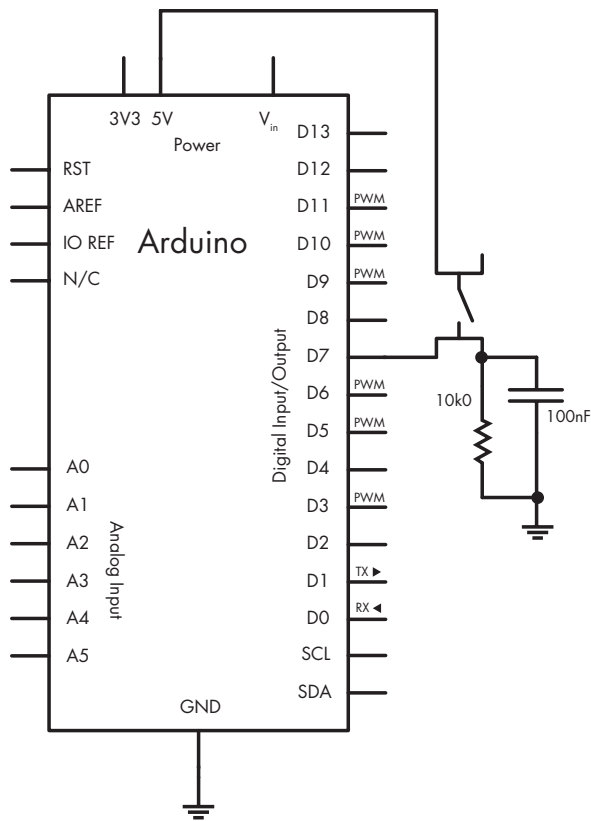 3V3 5V Vin
Power
D13
RST D12
AREF D11 PWM
IO REF Arduino D10 PWM
N/C D9 PWM
D8
D7
Digital Input/Output
D6 PWM
10k0
100nF
D5 PWM
A0 D4
A1 D3 PWM
Analog Input
A2 D2
A3 D1 TX ▶
A4 D0 RX ◀
A5 SCL
SDA
GND